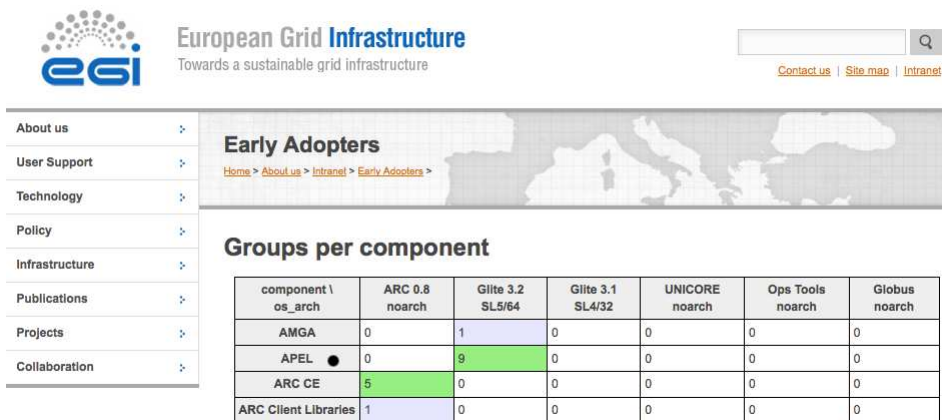 egi
European Grid Infrastructure
Towards a sustainable grid infrastructure
Contact us | Site map | Intranet
About us
User Support
Technology
Policy
Infrastructure
Publications
Projects
Collaboration
Early Adopters
Home > About us > Intranet > Early Adopters >
Groups per component
component \ os_arch ARC 0.8 noarch Glite 3.2 SL5/64 Glite 3.1 SL4/32 UNICORE noarch Ops Tools noarch Globus noarch
AMGA 0 1 0 0 0 0
APEL 0 9 0 0 0 0
ARC CE 5 0 0 0 0 0
ARC Client Libraries 1 0 0 0 0 0